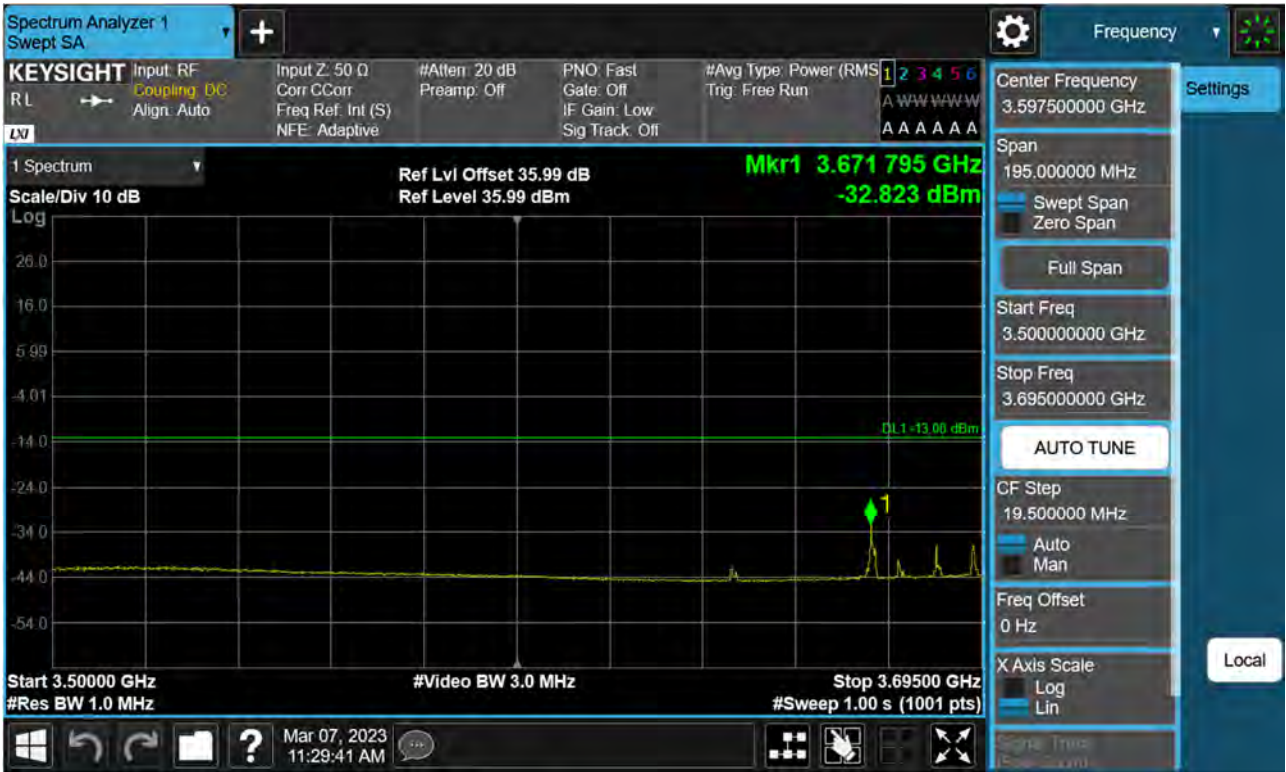 Spectrum Analyzer 1
Swept SA
Frequency
KEYSIGHT
RL
LXI
Input: RF
Coupling: DC
Align: Auto
Input Z: 50 Ω
Corr CCorr
Freq Ref: Int (S)
NFE: Adaptive
#Atten: 20 dB
Preamp: Off
PNO: Fast
Gate: Off
IF Gain: Low
Sig Track: Off
#Avg Type: Power (RMS
Trig: Free Run
1 2 3 4 5 6
A W W W W W
A A A A A A
1 Spectrum
Scale/Div 10 dB
Log
Ref Lvl Offset 35.99 dB
Ref Level 35.99 dBm
Mkr1 3.671 795 GHz
-32.823 dBm
26.0
16.0
5.99
-4.01
-14.0
-24.0
-34.0
-44.0
-54.0
DL1 -13.00 dBm
1
Start 3.50000 GHz
#Res BW 1.0 MHz
#Video BW 3.0 MHz
Stop 3.69500 GHz
#Sweep 1.00 s (1001 pts)
Center Frequency
3.597500000 GHz
Span
195.000000 MHz
Swept Span
Zero Span
Full Span
Start Freq
3.500000000 GHz
Stop Freq
3.695000000 GHz
AUTO TUNE
CF Step
19.500000 MHz
Auto
Man
Freq Offset
0 Hz
X Axis Scale
Log
Lin
Settings
Local
?
Mar 07, 2023
11:29:41 AM